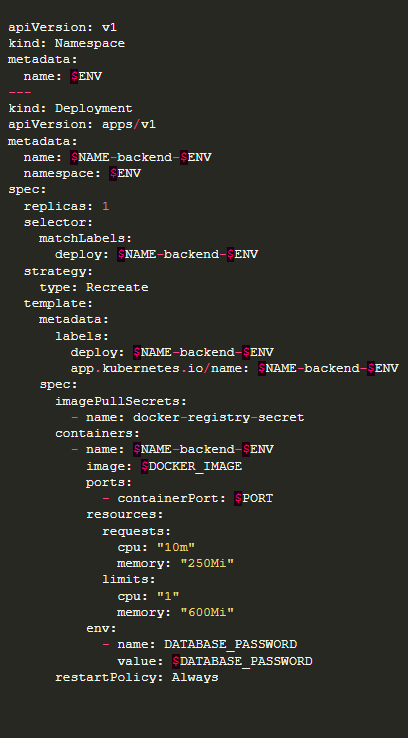 apiVersion: v1
kind: Namespace
metadata:
  name: $ENV
---
kind: Deployment
apiVersion: apps/v1
metadata:
  name: $NAME-backend-$ENV
  namespace: $ENV
spec:
  replicas: 1
  selector:
    matchLabels:
      deploy: $NAME-backend-$ENV
  strategy:
    type: Recreate
  template:
    metadata:
      labels:
        deploy: $NAME-backend-$ENV
        app.kubernetes.io/name: $NAME-backend-$ENV
    spec:
      imagePullSecrets:
        - name: docker-registry-secret
      containers:
        - name: $NAME-backend-$ENV
          image: $DOCKER_IMAGE
          ports:
            - containerPort: $PORT
          resources:
            requests:
              cpu: "10m"
              memory: "250Mi"
            limits:
              cpu: "1"
              memory: "600Mi"
          env:
            - name: DATABASE_PASSWORD
              value: $DATABASE_PASSWORD
      restartPolicy: Always